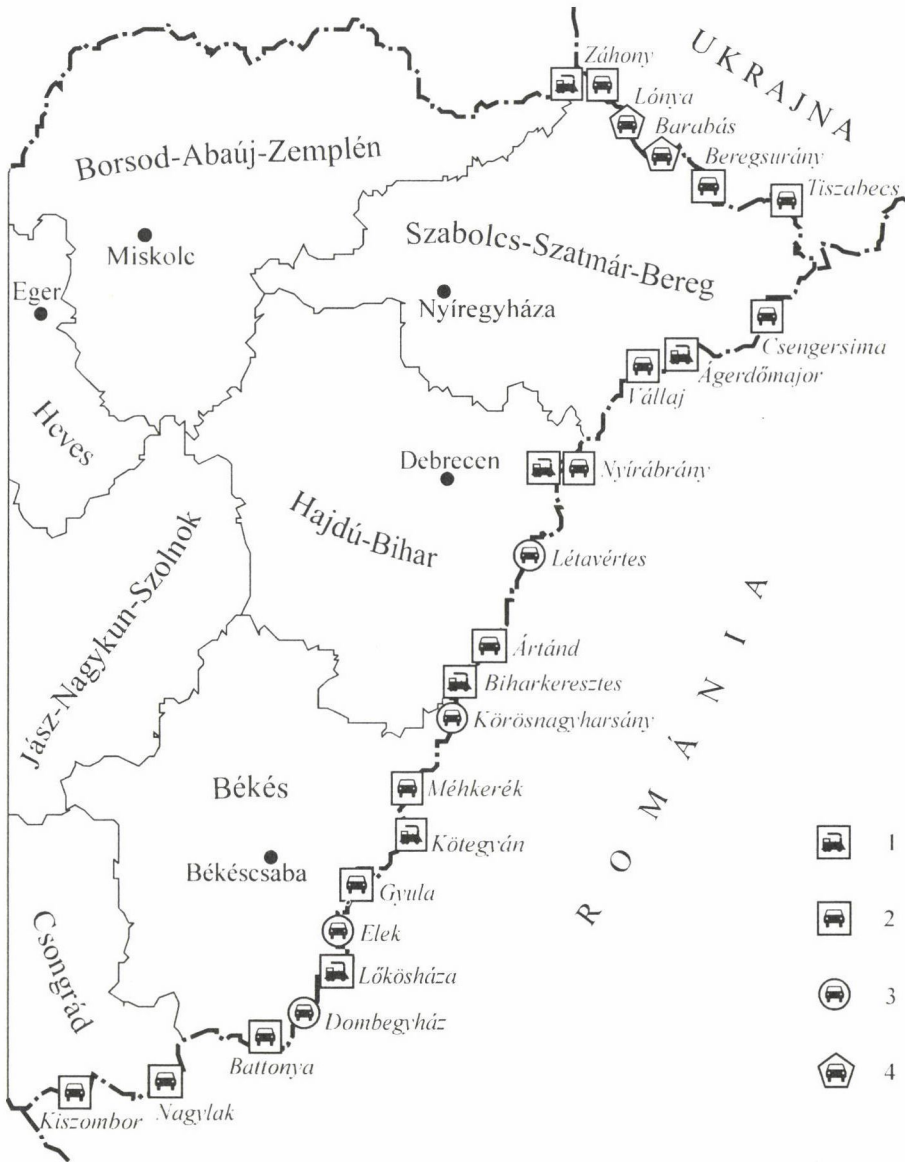 UKRAJNA
Záhony
Lónya
Barabás
Beregsurány
Tiszabecs
Borsod-Abaúj-Zemplén
Miskolc
Szabolcs-Szatmár-Bereg
Eger
Nyíregyháza
Csengersima
Ágerdőmajor
Vállaj
Heves
Debrecen
Nyírábrány
Hajdú-Bihar
Jász-Nagykun-Szolnok
Létavértes
ROMÁNIA
Ártánd
Biharkeresztes
Körösnagyharsány
Békés
Méhkerék
Kötegyán
1
Békéscsaba
Gyula
2
Csongrád
Elek
Lőkösháza
3
Dombegyház
Battonya
4
Kiszombor
Nagylak